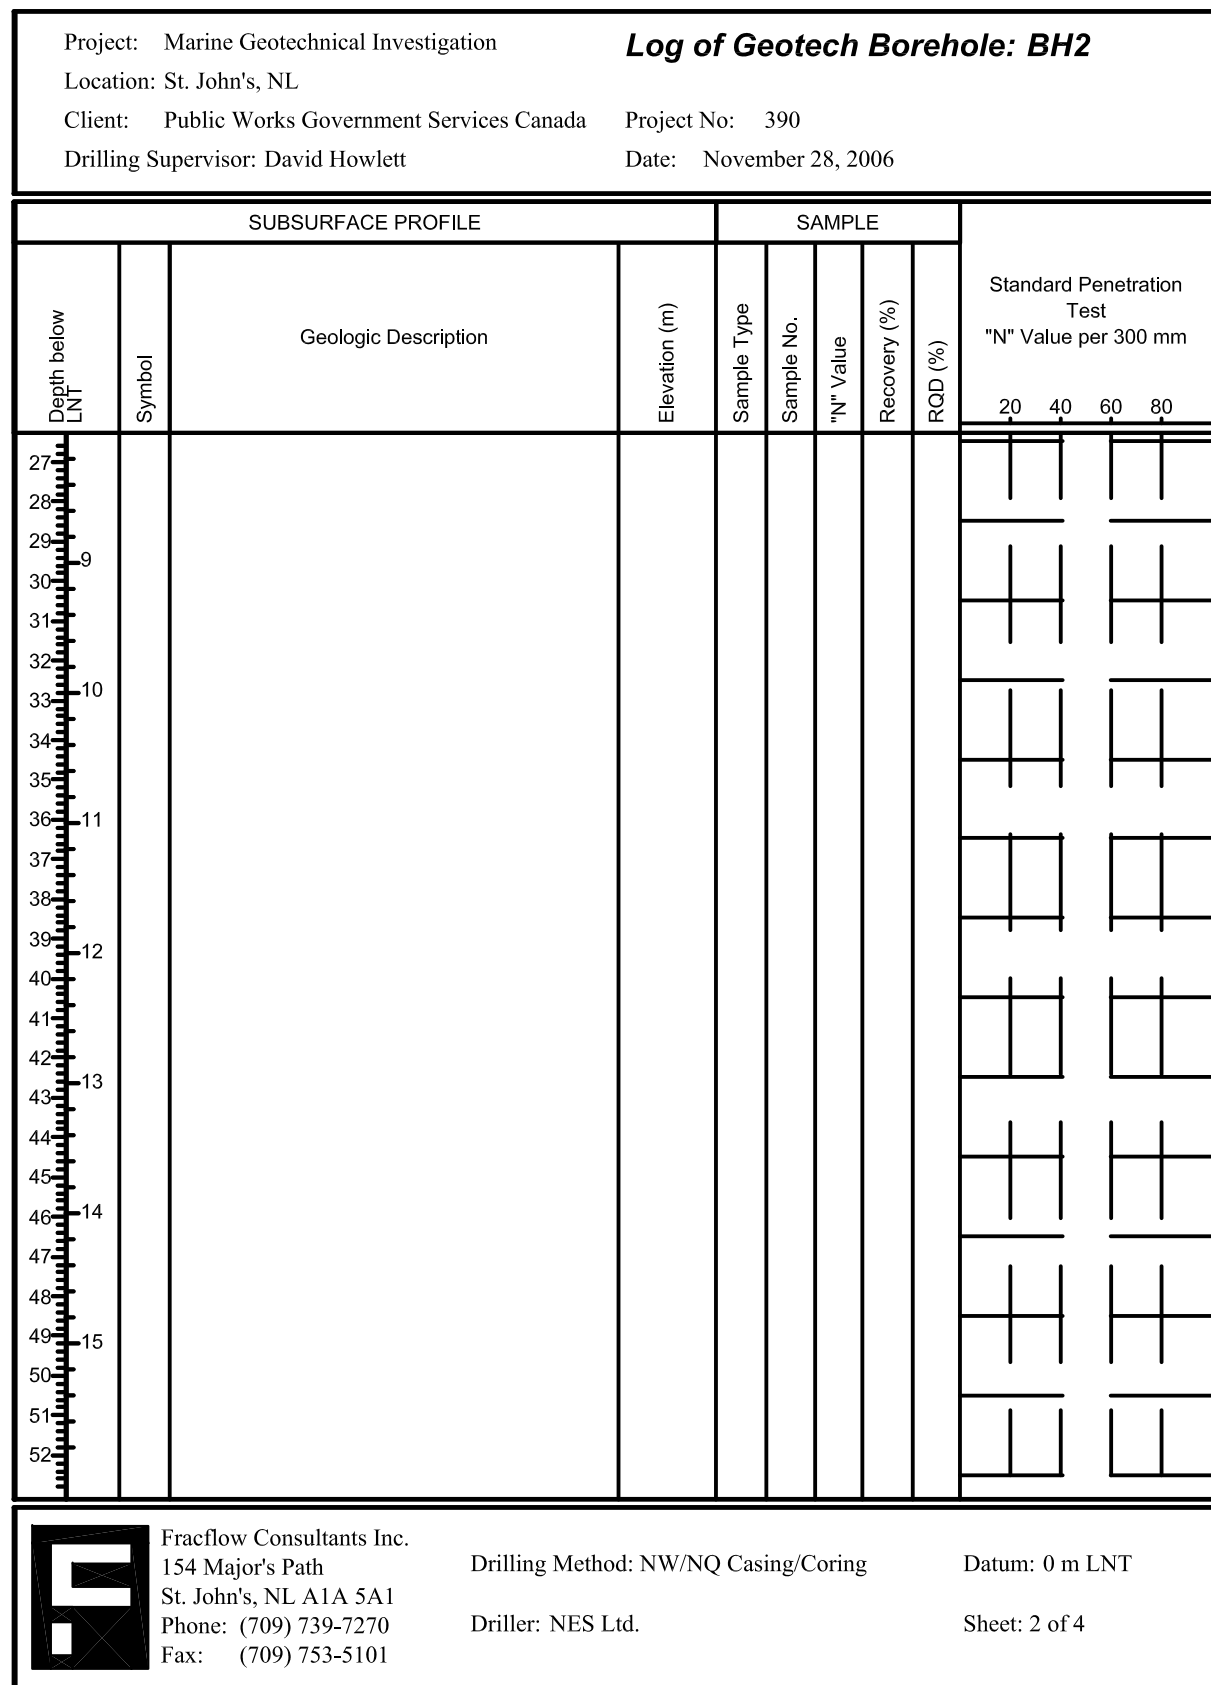 Project: Marine Geotechnical Investigation
Log of Geotech Borehole: BH2
Location: St. John's, NL
Client: Public Works Government Services Canada
Project No: 390
Drilling Supervisor: David Howlett
Date: November 28, 2006
SUBSURFACE PROFILE
SAMPLE
Depth below
LNT
Symbol
Geologic Description
Elevation (m)
Sample Type
Sample No.
"N" Value
Recovery (%)
RQD (%)
Standard Penetration
Test
"N" Value per 300 mm
20 40 60 80
27
28
29
9
30
31
32
10
33
34
35
36
11
37
38
39
12
40
41
42
13
43
44
45
14
46
47
48
49
15
50
51
52
Fracflow Consultants Inc.
154 Major's Path
St. John's, NL A1A 5A1
Phone: (709) 739-7270
Fax: (709) 753-5101
Drilling Method: NW/NQ Casing/Coring
Driller: NES Ltd.
Datum: 0 m LNT
Sheet: 2 of 4